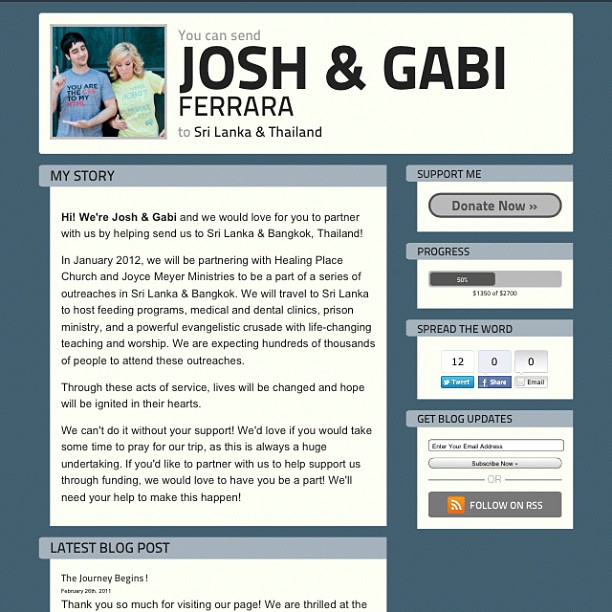 You can send
JOSH & GABI
FERRARA
to Sri Lanka & Thailand
YOU ARE
THE CSS
TO MY
HTML
MY STORY
Hi! We're Josh & Gabi and we would love for you to partner
with us by helping send us to Sri Lanka & Bangkok, Thailand!
In January 2012, we will be partnering with Healing Place
Church and Joyce Meyer Ministries to be a part of a series of
outreaches in Sri Lanka & Bangkok. We will travel to Sri Lanka
to host feeding programs, medical and dental clinics, prison
ministry, and a powerful evangelistic crusade with life-changing
teaching and worship. We are expecting hundreds of thousands
of people to attend these outreaches.
Through these acts of service, lives will be changed and hope
will be ignited in their hearts.
We can't do it without your support! We'd love if you would take
some time to pray for our trip, as this is always a huge
undertaking. If you'd like to partner with us to help support us
through funding, we would love to have you be a part! We'll
need your help to make this happen!
LATEST BLOG POST
The Journey Begins!
February 26th, 2011
Thank you so much for visiting our page! We are thrilled at the
SUPPORT ME
Donate Now »
PROGRESS
50%
$1350 of $2700
SPREAD THE WORD
12 0 0
Tweet Share Email
GET BLOG UPDATES
Enter Your Email Address
Subscribe Now »
OR
FOLLOW ON RSS